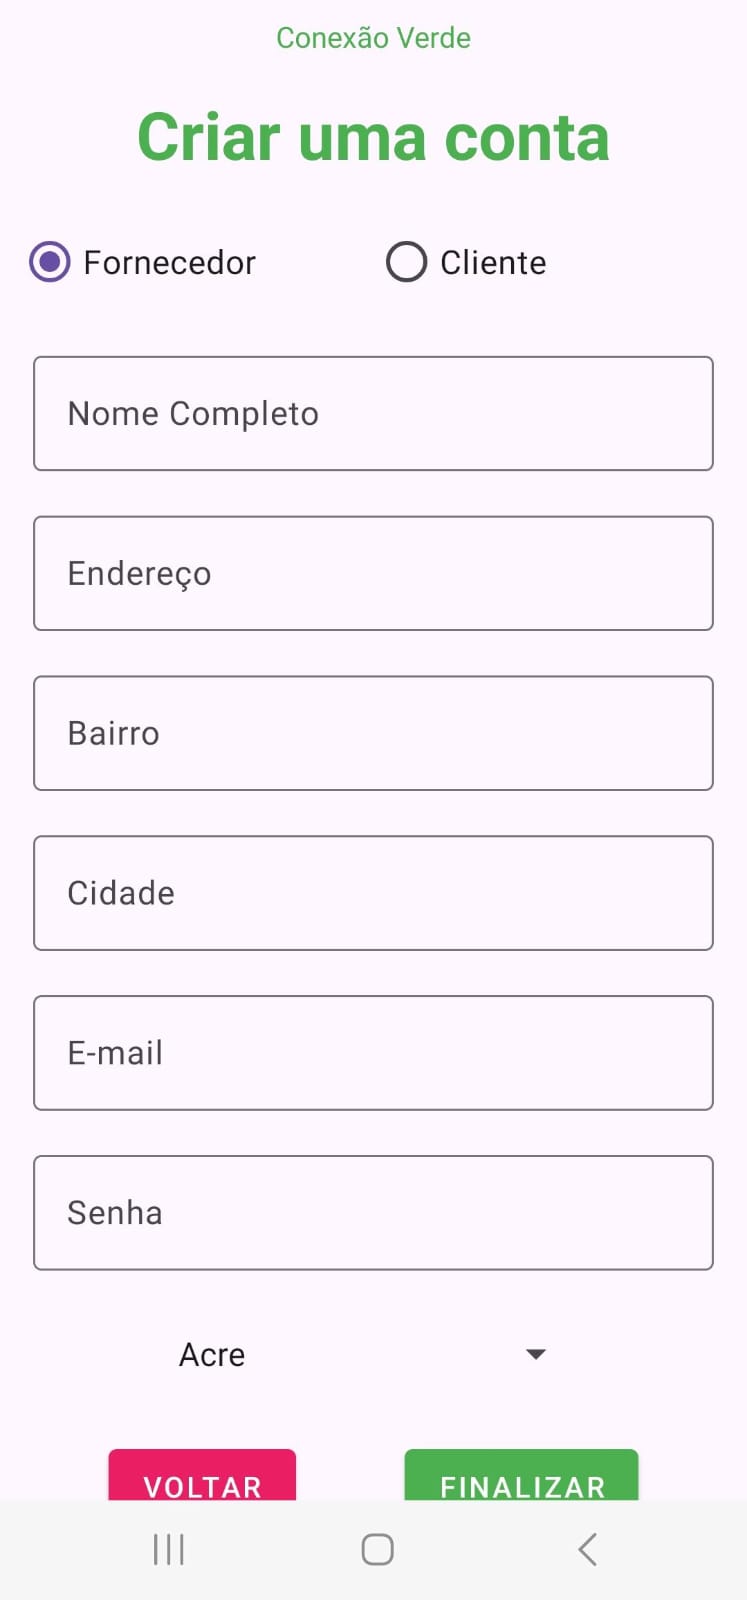 Conexão Verde
Criar uma conta
Fornecedor Cliente
Nome Completo
Endereço
Bairro
Cidade
E-mail
Senha
Acre
VOLTAR FINALIZAR